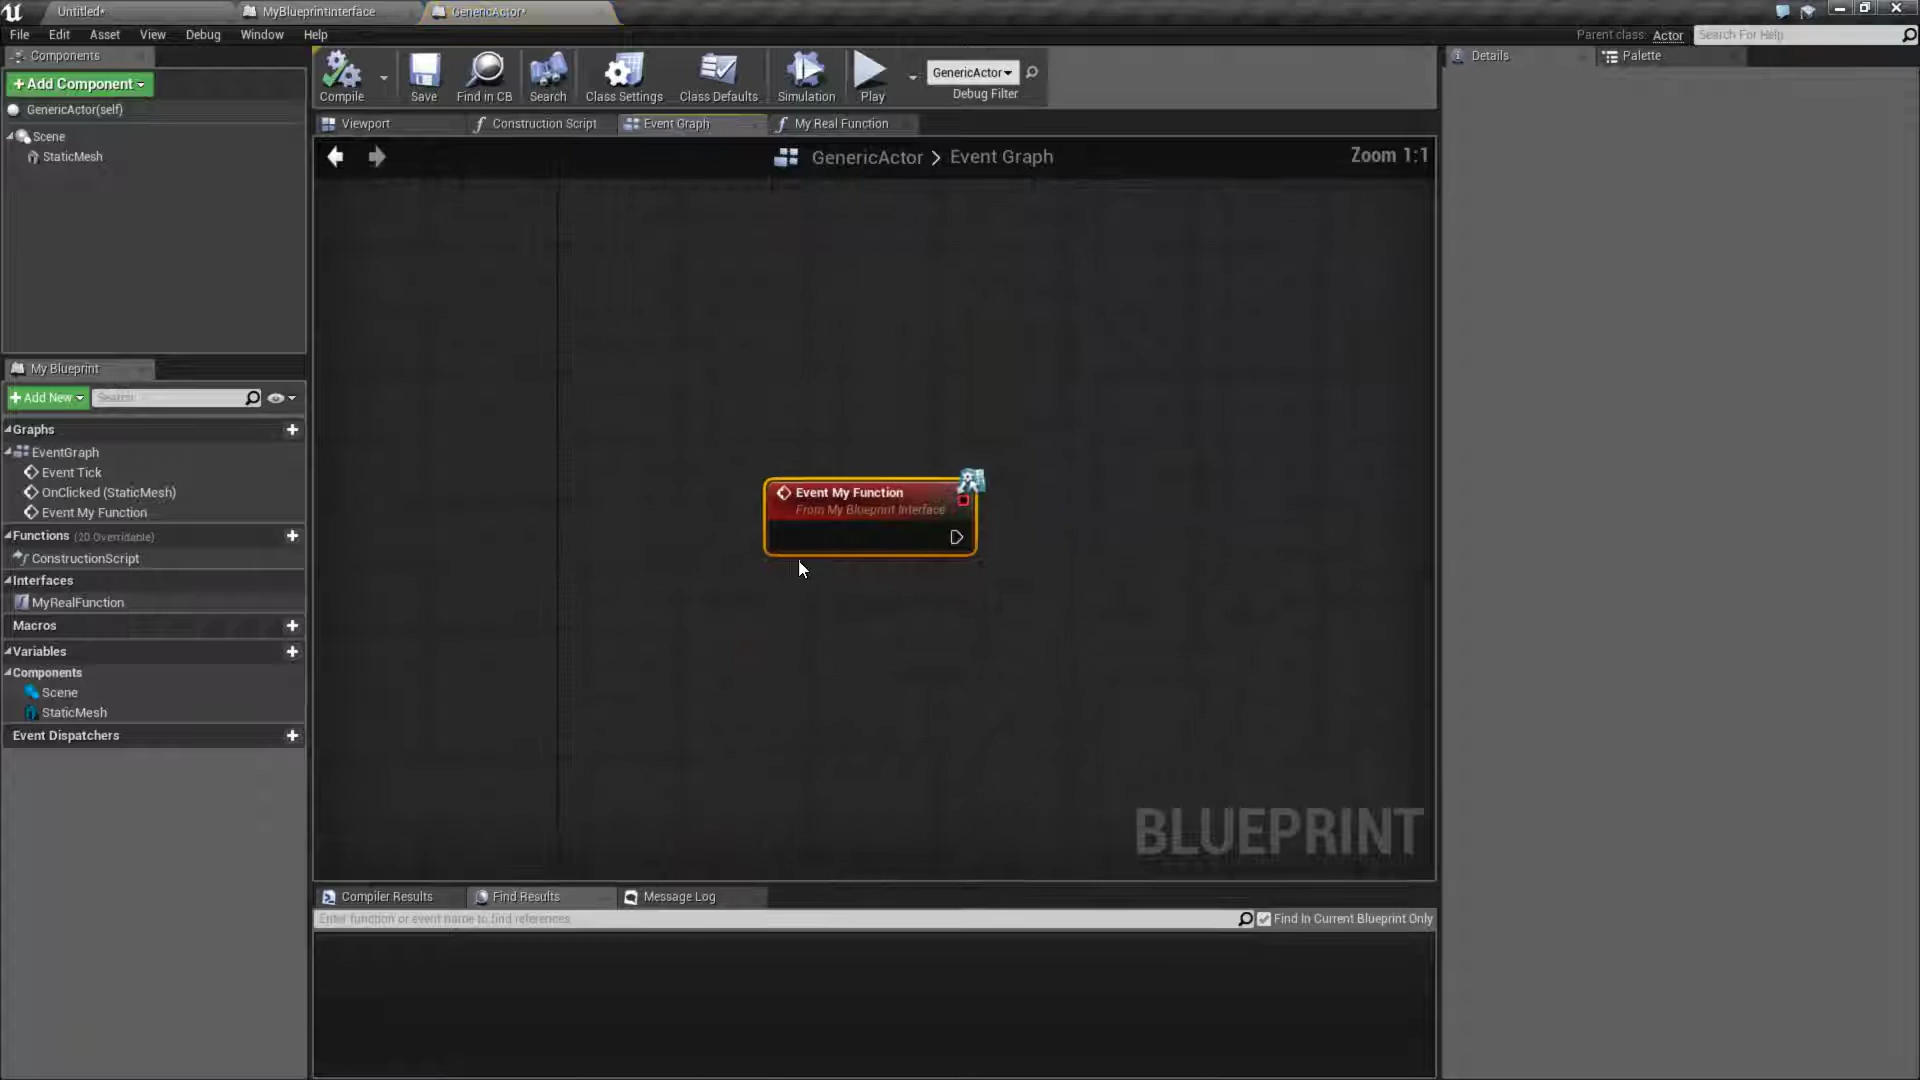 Untitled*
MyBlueprintInterface
GenericActor*
File Edit Asset View Debug Window Help
Parent class: Actor
Search For Help
Components
+Add Component
GenericActor(self)
Scene
StaticMesh
Compile
Save
Find in CB
Search
Class Settings
Class Defaults
Simulation
Play
GenericActor
Debug Filter
Details
Palette
Viewport
Construction Script
Event Graph
My Real Function
GenericActor > Event Graph
Zoom 1:1
My Blueprint
+Add New
Search
Graphs
EventGraph
Event Tick
OnClicked (StaticMesh)
Event My Function
Functions (20 Overridable)
ConstructionScript
Interfaces
MyRealFunction
Macros
Variables
Components
Scene
StaticMesh
Event Dispatchers
Event My Function
From My Blueprint Interface
BLUEPRINT
Compiler Results
Find Results
Message Log
Enter function or event name to find references
Find In Current Blueprint Only